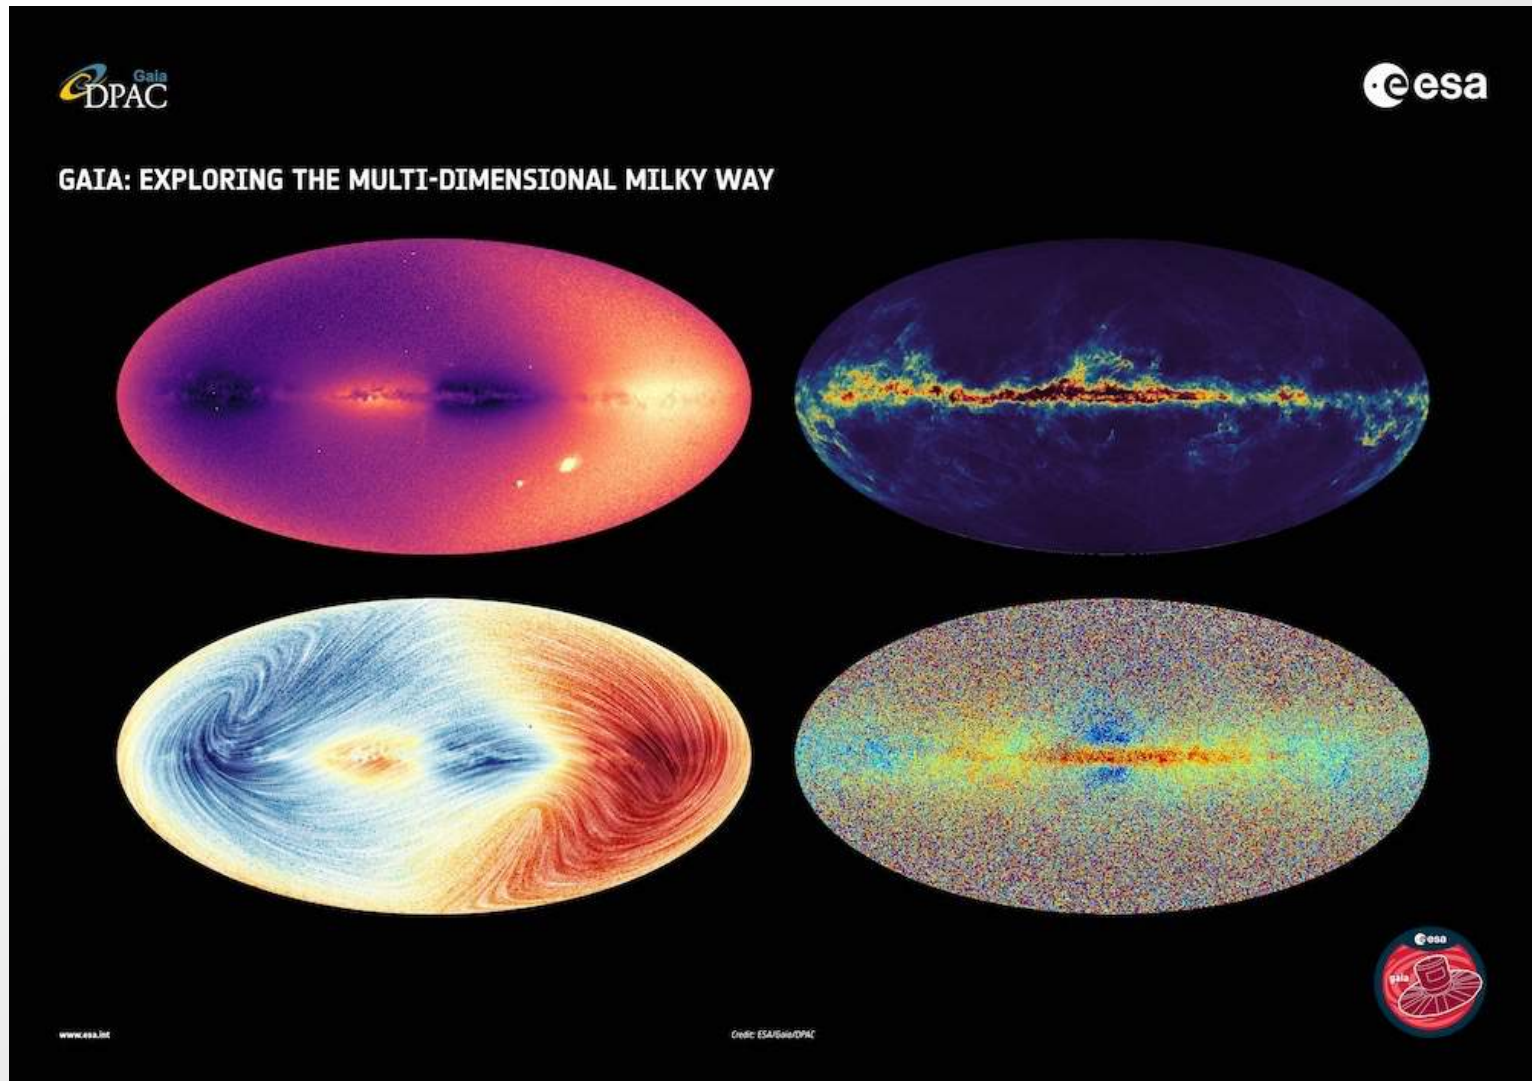 Gaia
DPAC
esa
GAIA: EXPLORING THE MULTI-DIMENSIONAL MILKY WAY
esa
gaia
www.esa.int
Credit: ESA/Gaia/DPAC